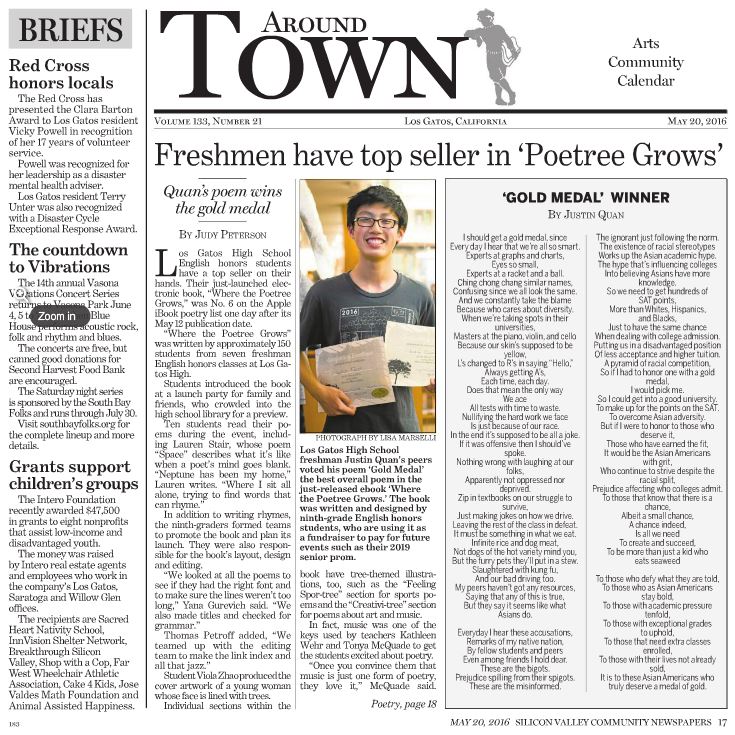 BRIEFS
Red Cross
honors locals
The Red Cross has
presented the Clara Barton
Award to Los Gatos resident
Vicky Powell in recognition
of her 17 years of volunteer
service.
Powell was recognized for
her leadership as a disaster
mental health adviser.
Los Gatos resident Terry
Unter was also recognized
with a Disaster Cycle
Exceptional Response Award.
The countdown
to Vibrations
The 14th annual Vasona
Vibrations Concert Series
returns to Vasona Park June
4, 5 to Blue
House performs acoustic rock,
folk and rhythm and blues.
The concerts are free, but
canned good donations for
Second Harvest Food Bank
are encouraged.
The Saturday night series
is sponsored by the South Bay
Folks and runs through July 30.
Visit southbayfolks.org for
the complete lineup and more
details.
Zoom in
Grants support
children's groups
The Intero Foundation
recently awarded $47,500
in grants to eight nonprofits
that assist low-income and
disadvantaged youth.
The money was raised
by Intero real estate agents
and employees who work in
the company's Los Gatos,
Saratoga and Willow Glen
offices.
The recipients are Sacred
Heart Nativity School,
InnVision Shelter Network,
Breakthrough Silicon
Valley, Shop with a Cop, Far
West Wheelchair Athletic
Association, Cake 4 Kids, Jose
Valdes Math Foundation and
Animal Assisted Happiness.
183
AROUND
TOWN
Arts
Community
Calendar
VOLUME 133, NUMBER 21
LOS GATOS, CALIFORNIA
MAY 20, 2016
Freshmen have top seller in 'Poetree Grows'
Quan's poem wins
the gold medal
BY JUDY PETERSON
Los Gatos High School
English honors students
have a top seller on their
hands. Their just-launched elec-
tronic book, "Where the Poetree
Grows," was No. 6 on the Apple
iBook poetry list one day after its
May 12 publication date.
"Where the Poetree Grows"
was written by approximately 150
students from seven freshman
English honors classes at Los Ga-
tos High.
Students introduced the book
at a launch party for family and
friends, who crowded into the
high school library for a preview.
Ten students read their po-
ems during the event, includ-
ing Lauren Stair, whose poem
"Space" describes what it's like
when a poet's mind goes blank.
"Neptune has been my home,"
Lauren writes. "Where I sit all
alone, trying to find words that
can rhyme."
In addition to writing rhymes,
the ninth-graders formed teams
to promote the book and plan its
launch. They were also respon-
sible for the book's layout, design
and editing.
"We looked at all the poems to
see if they had the right font and
to make sure the lines weren't too
long," Yana Gurevich said. "We
also made titles and checked for
grammar."
Thomas Petroff added, "We
teamed up with the editing
team to make the link index and
all that jazz."
Student Viola Zhao produced the
cover artwork of a young woman
whose face is lined with trees.
Individual sections within the
2016
PHOTOGRAPH BY LISA MARSELLI
Los Gatos High School
freshman Justin Quan's peers
voted his poem 'Gold Medal'
the best overall poem in the
just-released ebook 'Where
the Poetree Grows.' The book
was written and designed by
ninth-grade English honors
students, who are using it as
a fundraiser to pay for future
events such as their 2019
senior prom.
book have tree-themed illustra-
tions, too, such as the "Feeling
Spor-tree" section for sports po-
ems and the "Creativi-tree" section
for poems about art and music.
In fact, music was one of the
keys used by teachers Kathleen
Wehr and Tonya McQuade to get
the students excited about poetry.
"Once you convince them that
music is just one form of poetry,
they love it," McQuade said.
Poetry, page 18
'GOLD MEDAL' WINNER
BY JUSTIN QUAN
I should get a gold medal, since
Every day I hear that we're all so smart.
Experts at graphs and charts,
Eyes so small,
Experts at a racket and a ball.
Ching chong chang similar names,
Confusing since we all look the same.
And we constantly take the blame
Because who cares about diversity.
When we're taking spots in their
universities,
Masters at the piano, violin, and cello
Because our skin's supposed to be
yellow,
L's changed to R's in saying "Hello,"
Always getting A's,
Each time, each day.
Does that mean the only way
We ace
All tests with time to waste.
Nullifying the hard work we face
Is just because of our race.
In the end it's supposed to be all a joke.
If it was offensive then I should've
spoke.
Nothing wrong with laughing at our
folks,
Apparently not oppressed nor
deprived.
Zip in textbooks on our struggle to
survive,
Just making jokes on how we drive.
Leaving the rest of the class in defeat.
It must be something in what we eat.
Infinite rice and dog meat,
Not dogs of the hot variety mind you,
But the furry pets they'll put in a stew.
Slaughtered with kung fu,
And our bad driving too.
My peers haven't got any resources,
Saying that any of this is true,
But they say it seems like what
Asians do.
Everyday I hear these accusations,
Remarks of my native nation,
By fellow students and peers
Even among friends I hold dear.
These are the bigots.
Prejudice spilling from their spigots.
These are the misinformed.
The ignorant just following the norm.
The existence of racial stereotypes
Works up the Asian academic hype.
The hype that's influencing colleges
Into believing Asians have more
knowledge.
So we need to get hundreds of
SAT points,
More than Whites, Hispanics,
and Blacks,
Just to have the same chance
When dealing with college admission.
Putting us in a disadvantaged position
Of less acceptance and higher tuition.
A pyramid of racial competition,
So if I had to honor one with a gold
medal,
I would pick me.
So I could get into a good university.
To make up for the points on the SAT.
To overcome Asian adversity.
But if I were to honor to those who
deserve it,
Those who have earned the fit,
It would be the Asian Americans
with grit,
Who continue to strive despite the
racial split,
Prejudice affecting who colleges admit.
To those that know that there is a
chance,
Albeit a small chance,
A chance indeed,
Is all we need
To create and succeed,
To be more than just a kid who
eats seaweed
To those who defy what they are told,
To those who as Asian Americans
stay bold,
To those with academic pressure
tenfold,
To those with exceptional grades
to uphold,
To those that need extra classes
enrolled,
To those with their lives not already
sold,
It is to these Asian Americans who
truly deserve a medal of gold.
MAY 20, 2016 SILICON VALLEY COMMUNITY NEWSPAPERS 17